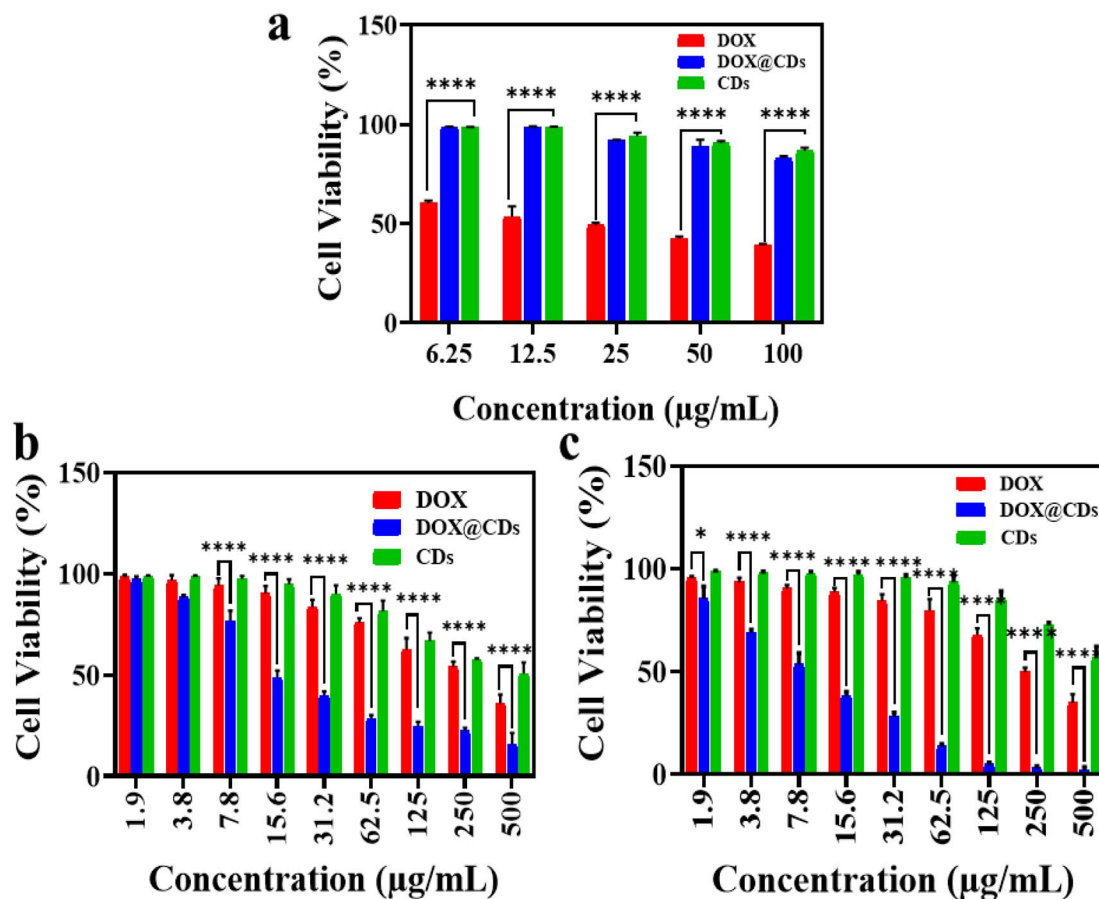 a
Cell Viability (%)
150
100
50
0
DOX
DOX@CDs
CDs
**** **** **** **** ****
6.25 12.5 25 50 100
Concentration (µg/mL)
b
Cell Viability (%)
150
100
50
0
DOX
DOX@CDs
CDs
**** **** **** **** **** **** ****
1.9 3.8 7.8 15.6 31.2 62.5 125 250 500
Concentration (µg/mL)
c
Cell Viability (%)
150
100
50
0
DOX
DOX@CDs
CDs
* **** **** **** **** **** **** **** ****
1.9 3.8 7.8 15.6 31.2 62.5 125 250 500
Concentration (µg/mL)